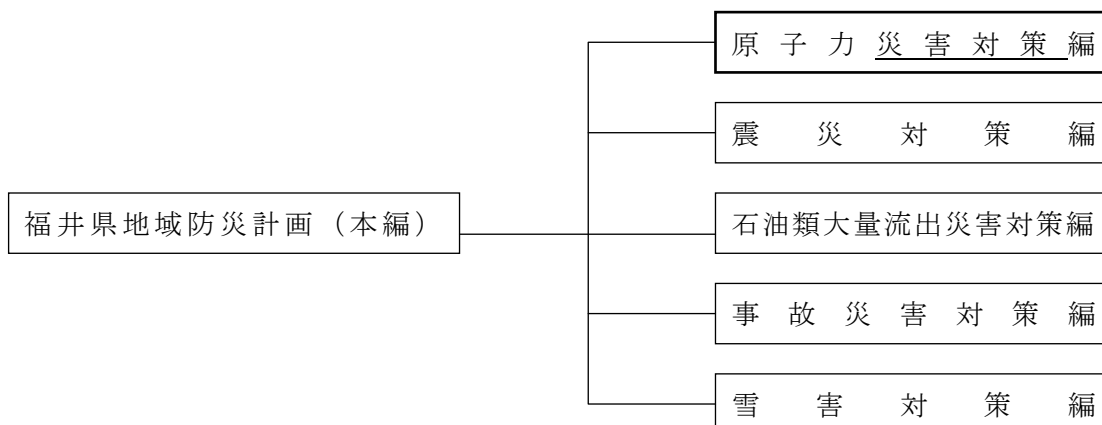 原子力災害対策編
震災対策編
福井県地域防災計画（本編）
石油類大量流出災害対策編
事故災害対策編
雪害対策編